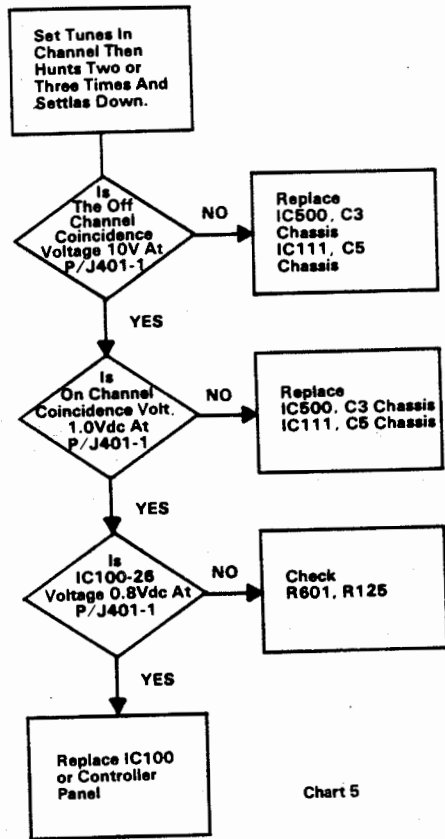 Set Tunes In
Channel Then
Hunts Two or
Three Times And
Settlas Down.
Is
The Off
Channel
Coincidence
Voltage 10V At
P/J401-1
NO
Replace
IC500, C3
Chassis
IC111, C5
Chassis
YES
Is
On Channel
Coincidence Volt.
1.0Vdc At
P/J401-1
NO
Replace
IC500, C3 Chassis
IC111, C5 Chassis
YES
Is
IC100-26
Voltage 0.8Vdc At
P/J401-1
NO
Check
R601, R125
YES
Replace IC100
or Controller
Panel
Chart 5